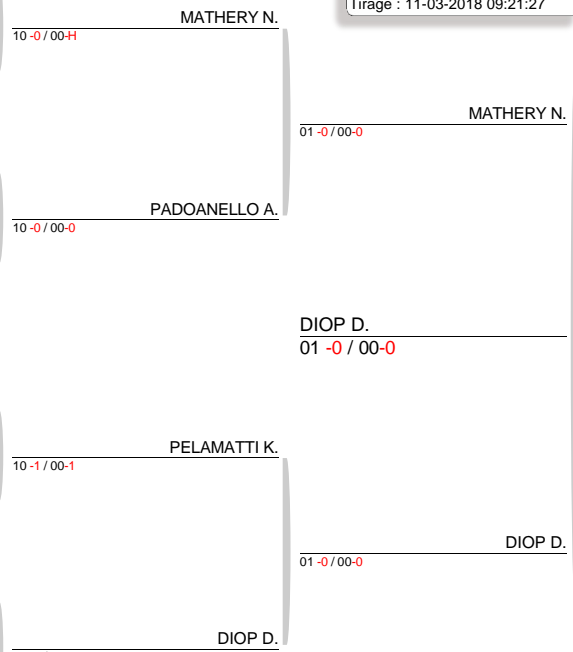 Tirage : 11-03-2018 09:21:27
MATHERY N.
10 -0 / 00-H
MATHERY N.
01 -0 / 00-0
PADOANELLO A.
10 -0 / 00-0
DIOP D.
01 -0 / 00-0
PELAMATTI K.
10 -1 / 00-1
DIOP D.
01 -0 / 00-0
DIOP D.